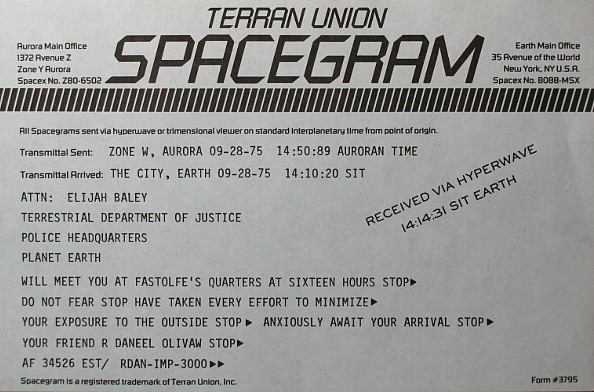 TERRAN UNION
SPACEGRAM
Aurora Main Office
1372 Avenue Z
Zone Y Aurora
Spacex No. Z80-6502
Earth Main Office
35 Avenue of the World
New York, NY U.S.R.
Spacex No. 8088-MSX
All Spacegrams sent via hyperwave or trimensional viewer on standard interplanetary time from point of origin.
Transmittal Sent: ZONE W, AURORA 09-28-75 14:50:89 AURORAN TIME
Transmittal Arrived: THE CITY, EARTH 09-28-75 14:10:20 SIT
RECEIVED VIA HYPERWAVE
14:14:31 SIT EARTH
ATTN: ELIJAH BALEY
TERRESTRIAL DEPARTMENT OF JUSTICE
POLICE HEADQUARTERS
PLANET EARTH
WILL MEET YOU AT FASTOLFE'S QUARTERS AT SIXTEEN HOURS STOP▶
DO NOT FEAR STOP HAVE TAKEN EVERY EFFORT TO MINIMIZE▶
YOUR EXPOSURE TO THE OUTSIDE STOP▶ ANXIOUSLY AWAIT YOUR ARRIVAL STOP▶
YOUR FRIEND R DANEEL OLIVAW STOP▶
AF 34526 EST/ RDAN-IMP-3000▶▶
Spacegram is a registered trademark of Terran Union, Inc.
Form #3795